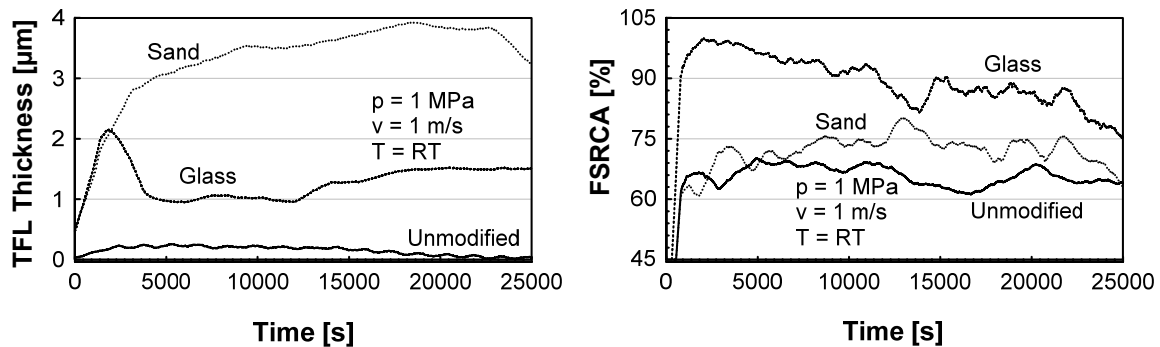 TFL Thickness [µm]
4
3
2
1
0
Sand
p = 1 MPa
v = 1 m/s
T = RT
Glass
Unmodified
0 5000 10000 15000 20000 25000
Time [s]
FSRCA [%]
105
90
75
60
45
Glass
Sand
p = 1 MPa
v = 1 m/s
T = RT
Unmodified
0 5000 10000 15000 20000 25000
Time [s]